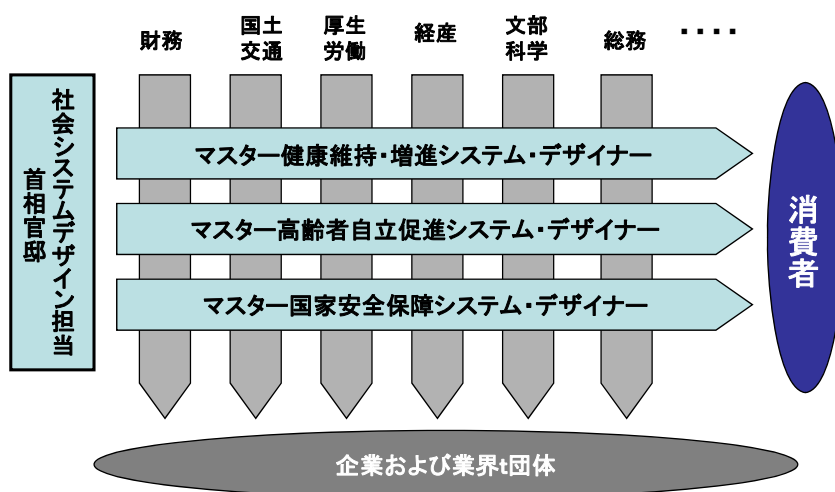 財務
国土
交通
厚生
労働
経産
文部
科学
総務
・・・・
社会システムデザイン担当
首相官邸
マスター健康維持・増進システム・デザイナー
マスター高齢者自立促進システム・デザイナー
マスター国家安全保障システム・デザイナー
消費者
企業および業界t団体